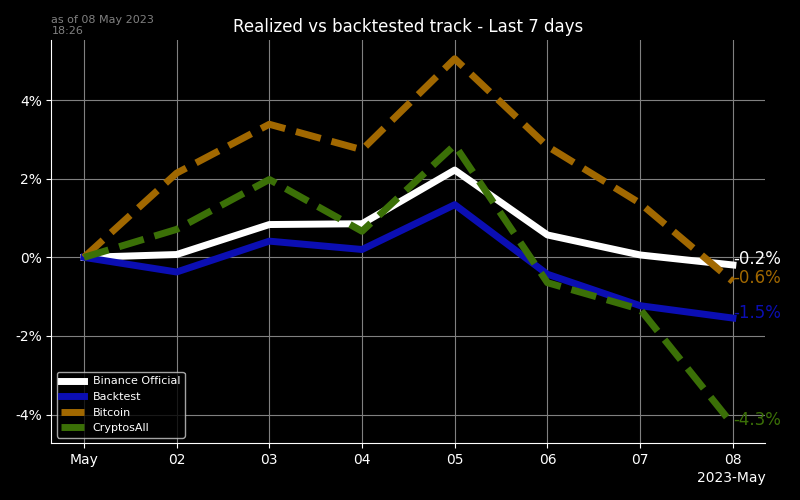 as of 08 May 2023
18:26
Realized vs backtested track - Last 7 days
4%
2%
0%
-2%
-4%
-0.2%
-0.6%
-1.5%
-4.3%
Binance Official
Backtest
Bitcoin
CryptosAll
May 02 03 04 05 06 07 08
2023-May